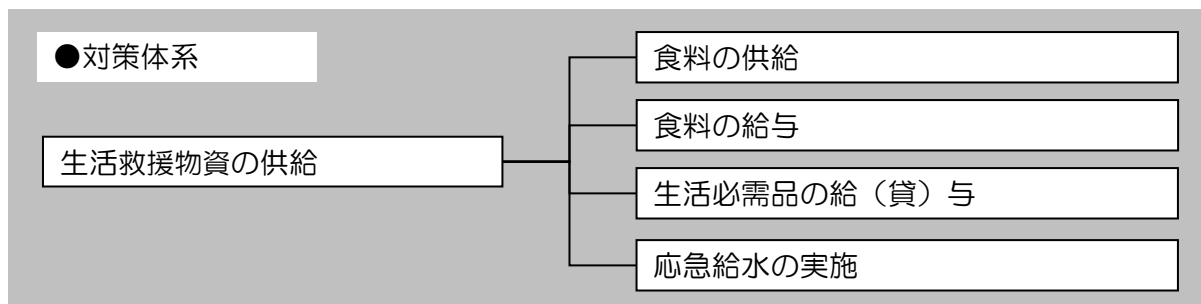 ●対策体系
生活救援物資の供給
食料の供給
食料の給与
生活必需品の給（貸）与
応急給水の実施